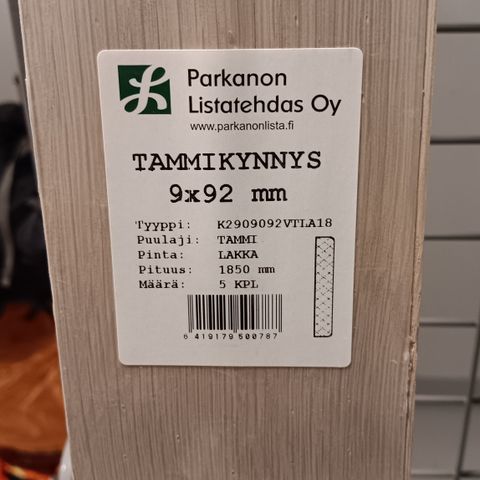 Parkanon
Listatehdas Oy
www.parkanonlista.fi
TAMMIKYNNYS
9x92 mm
Tyyppi: K2909092VTLA18
Puulaji: TAMMI
Pinta: LAKKA
Pituus: 1850 mm
Määrä: 5 KPL
6 419179 500787